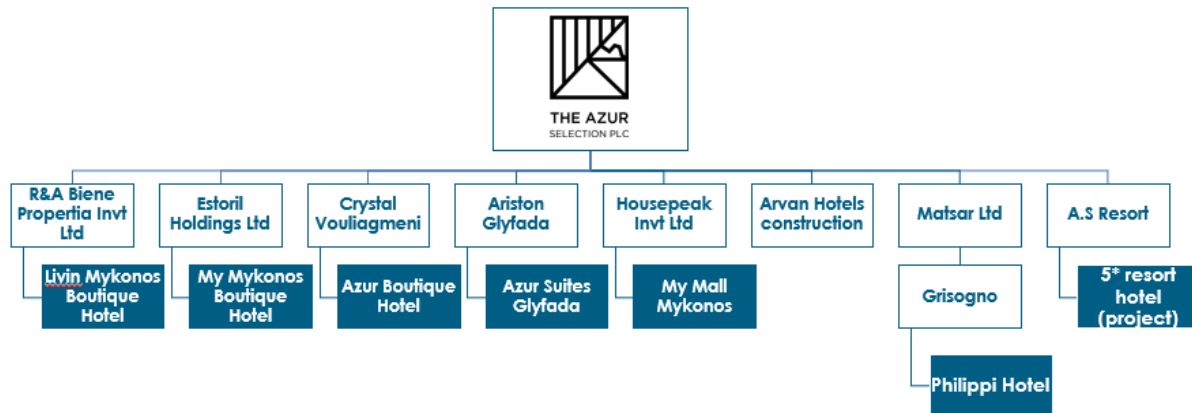 THE AZUR
SELECTION PLC
R&A Biene
Propertia Invt
Ltd
Estoril
Holdings Ltd
Crystal
Vouliagmeni
Ariston
Glyfada
Housepeak
Invt Ltd
Arvan Hotels
construction
Matsar Ltd
A.S Resort
Livin Mykonos
Boutique
Hotel
My Mykonos
Boutique
Hotel
Azur Boutique
Hotel
Azur Suites
Glyfada
My Mall
Mykonos
Grisogno
5* resort
hotel
(project)
Philippi Hotel